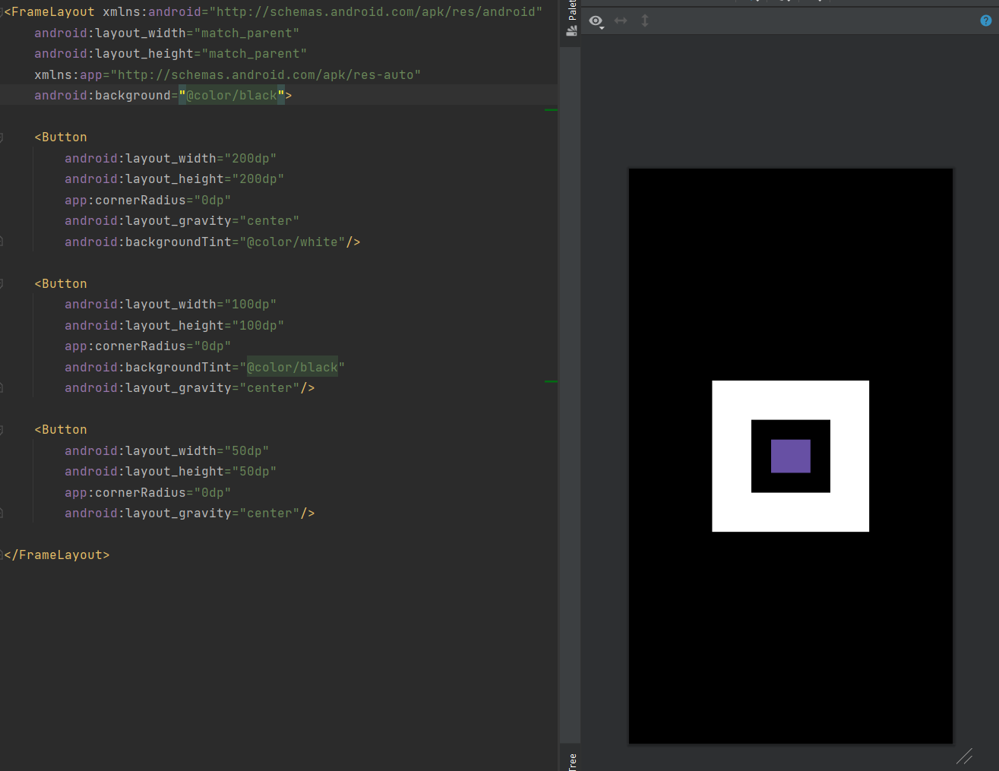 <FrameLayout xmlns:android="http://schemas.android.com/apk/res/android"
    android:layout_width="match_parent"
    android:layout_height="match_parent"
    xmlns:app="http://schemas.android.com/apk/res-auto"
    android:background="@color/black">
    <Button
        android:layout_width="200dp"
        android:layout_height="200dp"
        app:cornerRadius="0dp"
        android:layout_gravity="center"
        android:backgroundTint="@color/white"/>
    <Button
        android:layout_width="100dp"
        android:layout_height="100dp"
        app:cornerRadius="0dp"
        android:backgroundTint="@color/black"
        android:layout_gravity="center"/>
    <Button
        android:layout_width="50dp"
        android:layout_height="50dp"
        app:cornerRadius="0dp"
        android:layout_gravity="center"/>
</FrameLayout>
Palet
Tree
?